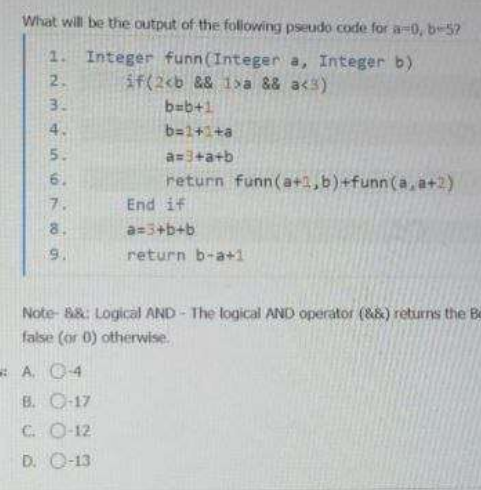 What will be the output of the following pseudo code for a=0, b=5?
1. Integer funn(Integer a, Integer b)
2. if(2<b && 1>a && a<3)
3. b=b+1
4. b=1+1+a
5. a=3+a+b
6. return funn(a+1,b)+funn(a,a+2)
7. End if
8. a=3+b+b
9. return b-a+1
Note- &&: Logical AND - The logical AND operator (&&) returns the
false (or 0) otherwise.
A. -4
B. -17
C. -12
D. -13